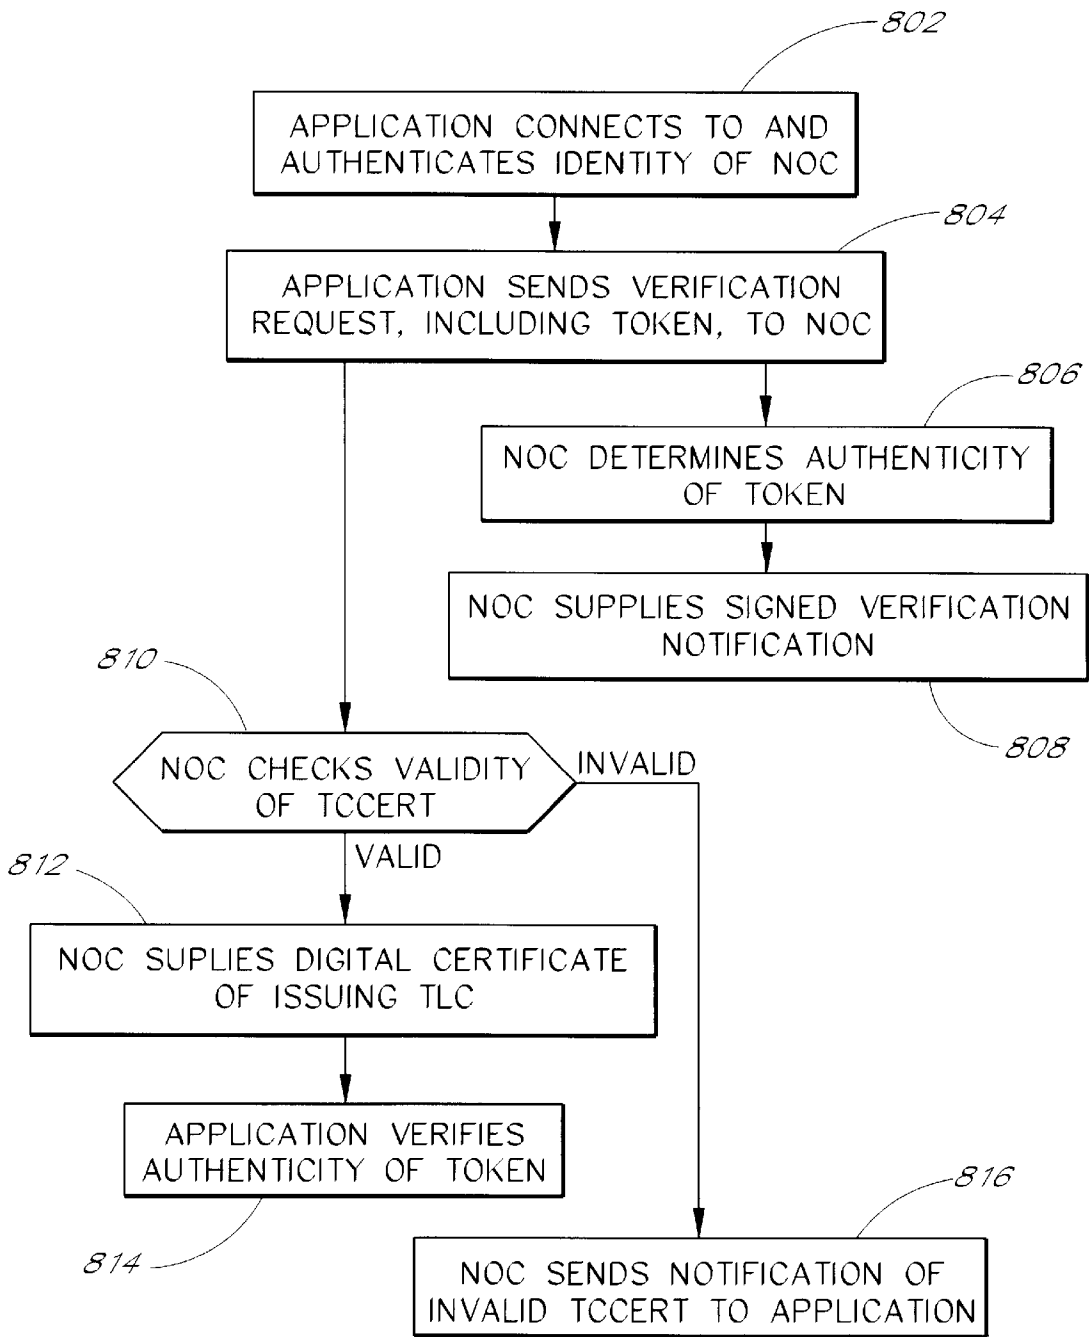 802
APPLICATION CONNECTS TO AND
AUTHENTICATES IDENTITY OF NOC
804
APPLICATION SENDS VERIFICATION
REQUEST, INCLUDING TOKEN, TO NOC
806
NOC DETERMINES AUTHENTICITY
OF TOKEN
NOC SUPPLIES SIGNED VERIFICATION
NOTIFICATION
808
810
NOC CHECKS VALIDITY
OF TCCERT
INVALID
VALID
812
NOC SUPLIES DIGITAL CERTIFICATE
OF ISSUING TLC
APPLICATION VERIFIES
AUTHENTICITY OF TOKEN
814
816
NOC SENDS NOTIFICATION OF
INVALID TCCERT TO APPLICATION